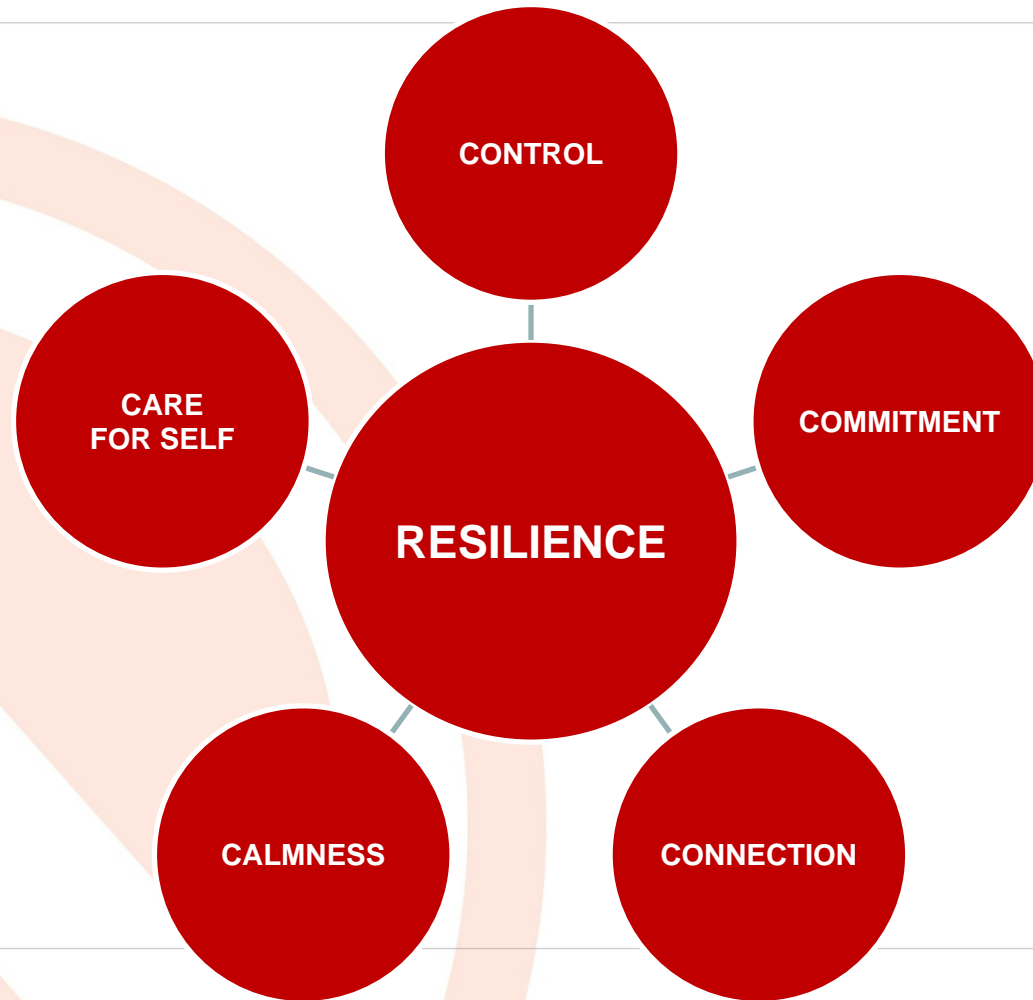 CONTROL
CARE
FOR SELF
COMMITMENT
RESILIENCE
CALMNESS
CONNECTION